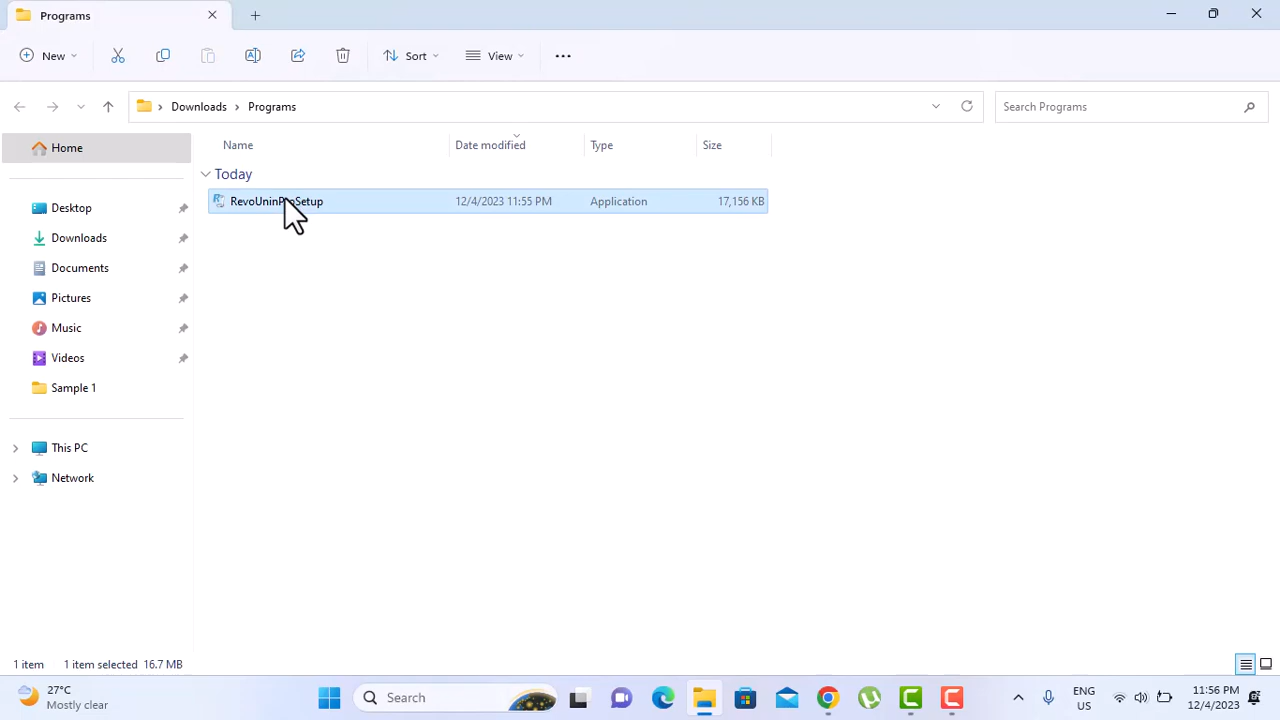 Programs
New
Sort
View
Downloads
Programs
Search Programs
Home
Name
Date modified
Type
Size
Today
Desktop
RevoUninProSetup
12/4/2023 11:55 PM
Application
17,156 KB
Downloads
Documents
Pictures
Music
Videos
Sample 1
This PC
Network
1 item
1 item selected 16.7 MB
27°C
Mostly clear
Search
ENG
US
11:56 PM
12/4/2023